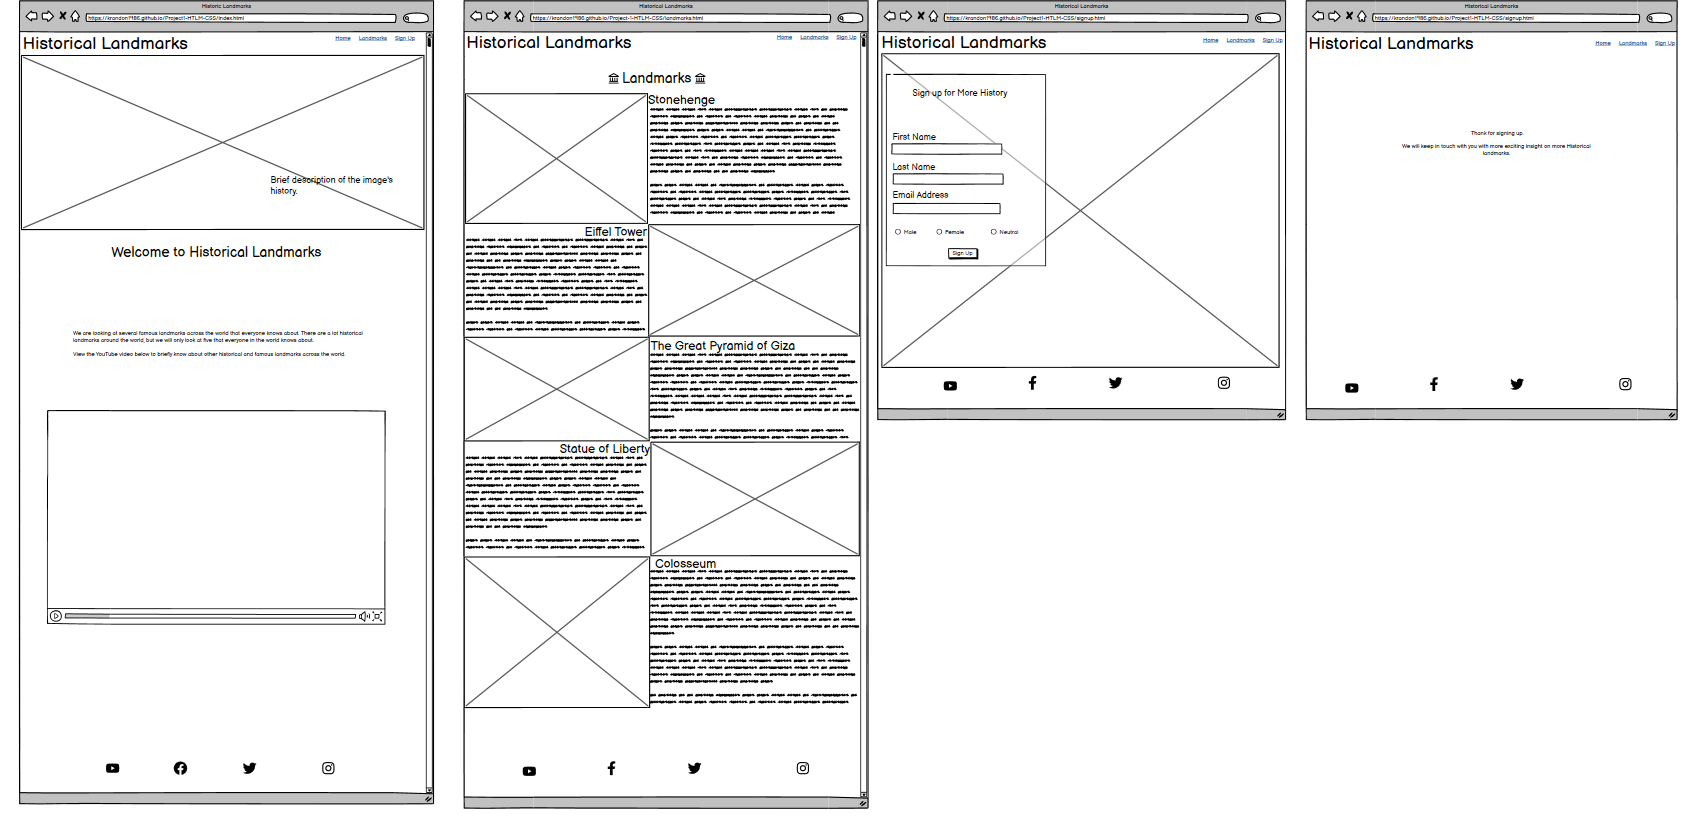 Historic Landmarks
https://krandon1986.github.io/Project1-HTLM-CSS/index.html
Historical Landmarks
Home Landmarks Sign Up
Brief description of the image's
history.
Welcome to Historical Landmarks
We are looking at several famous landmarks across the world that everyone knows about. There are a lot historical
landmarks around the world, but we will only look at five that everyone in the world knows about.
View the YouTube video below to briefly know about other historical and famous landmarks across the world.
Historical Landmarks
https://krandon1986.github.io/Project-1-HTLM-CSS/landmarks.html
Historical Landmarks
Home Landmarks Sign Up
Landmarks
Stonehenge
Eiffel Tower
The Great Pyramid of Giza
Statue of Liberty
Colosseum
Historical Landmarks
https://krandon1986.github.io/Project1-HTLM-CSS/signup.html
Historical Landmarks
Home Landmarks Sign Up
Sign up for More History
First Name
Last Name
Email Address
Male Female Neutral
Sign Up
Historical Landmarks
https://krandon1986.github.io/Project1-HTLM-CSS/signup.html
Historical Landmarks
Home Landmarks Sign Up
Thank for signing up.
We will keep in touch with you with more exciting insight on more Historical
landmarks.